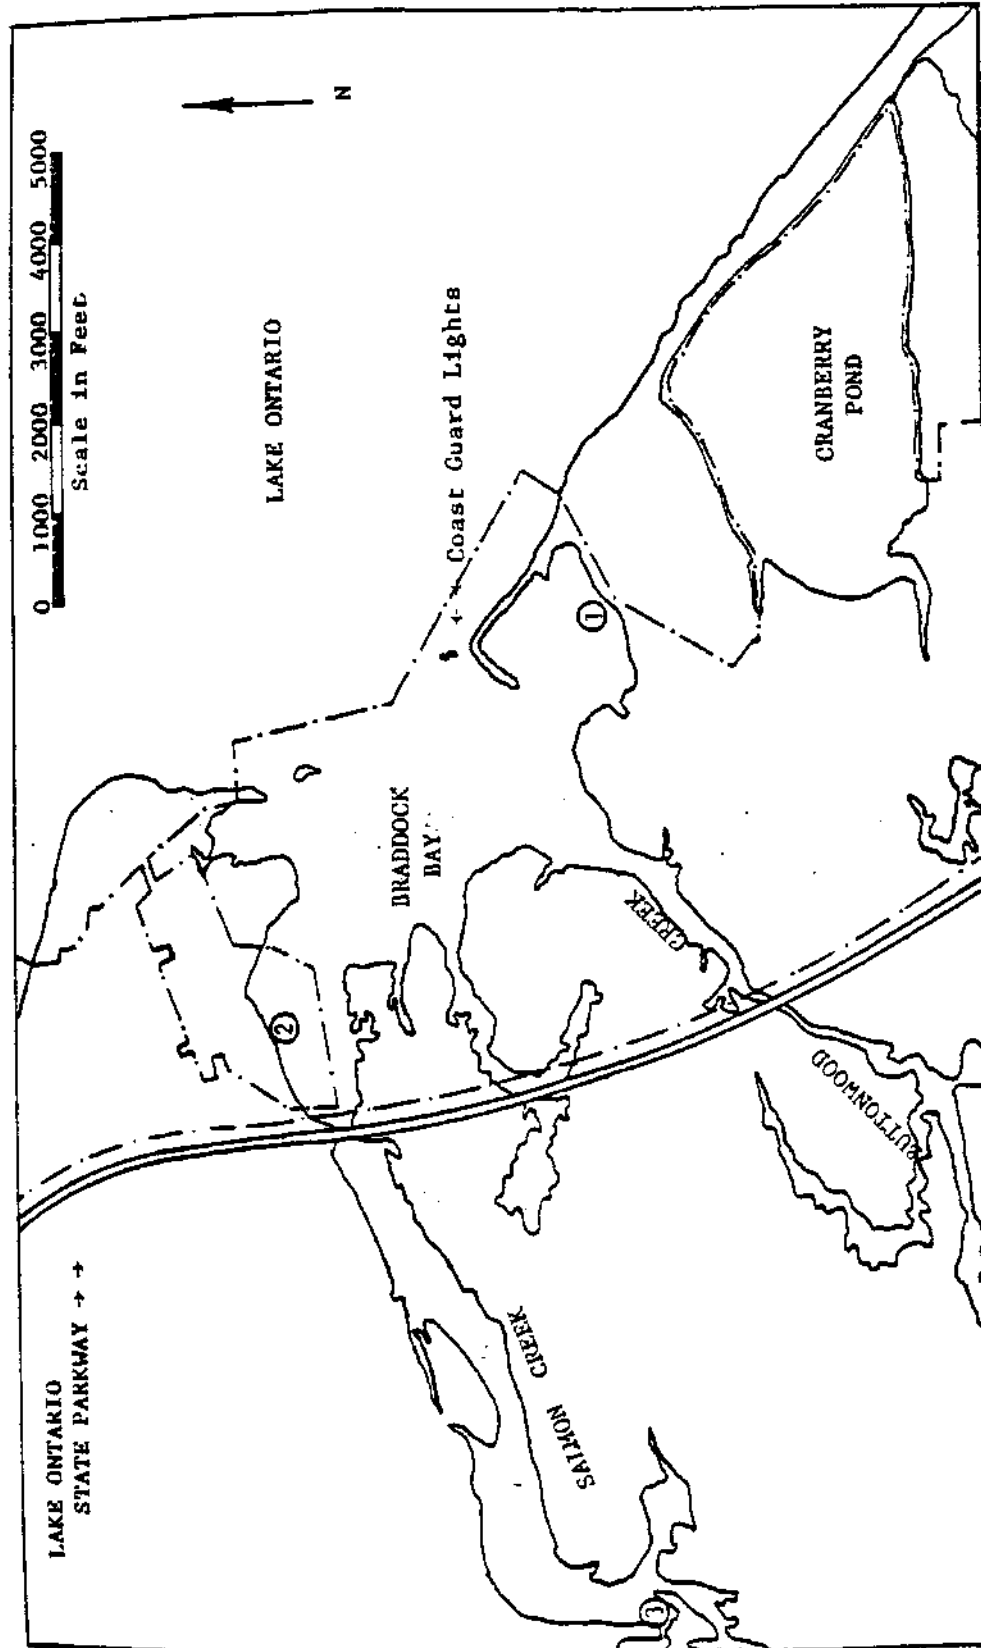 0 1000 2000 3000 4000 5000
Scale in Feet
N
LAKE ONTARIO
← ← Coast Guard Lights
LAKE ONTARIO
STATE PARKWAY → →
BRADDOCK
BAY
CRANBERRY
POND
CREEK
BUTTONWOOD
SALMON CREEK
1
2
3